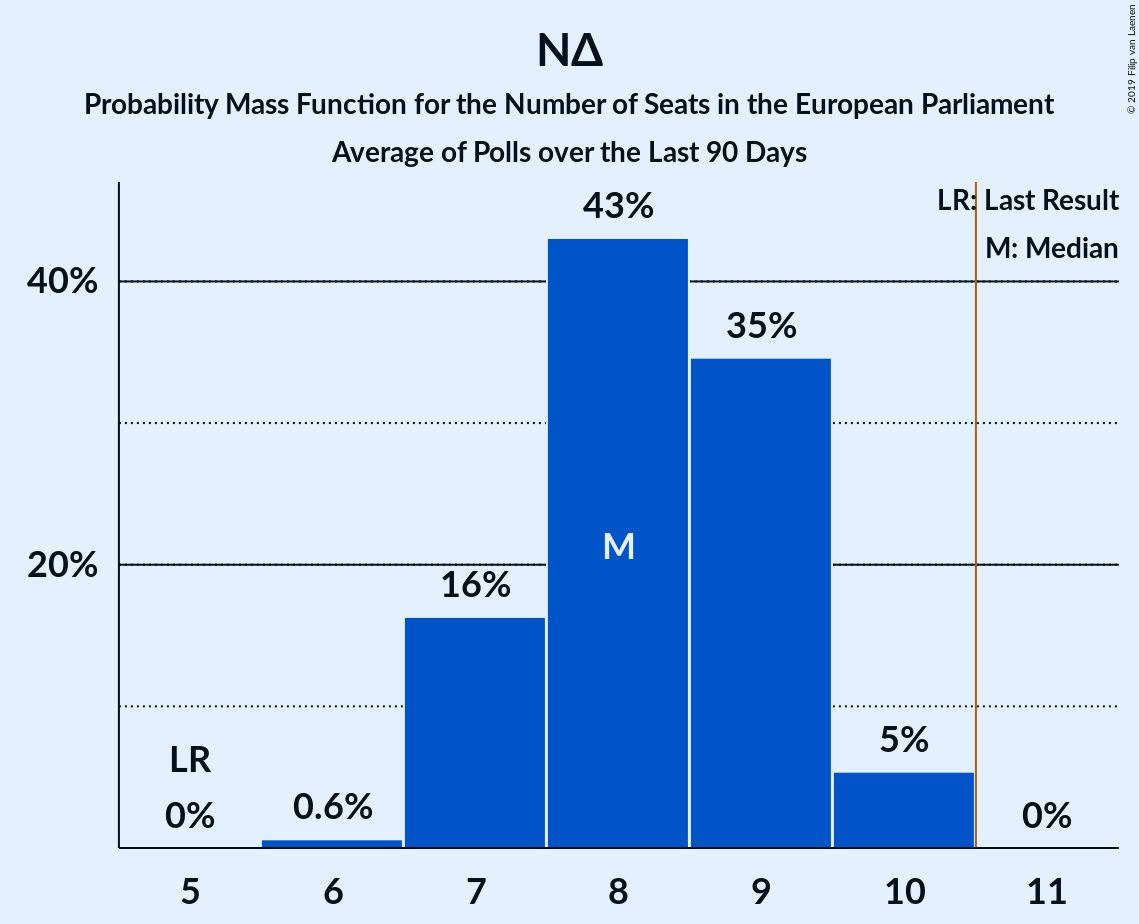 ΝΔ
Probability Mass Function for the Number of Seats in the European Parliament
Average of Polls over the Last 90 Days
© 2019 Filip van Laenen
LR: Last Result
M: Median
43%
40%
35%
M
20%
16%
5%
LR
0%
0.6%
0%
5 6 7 8 9 10 11